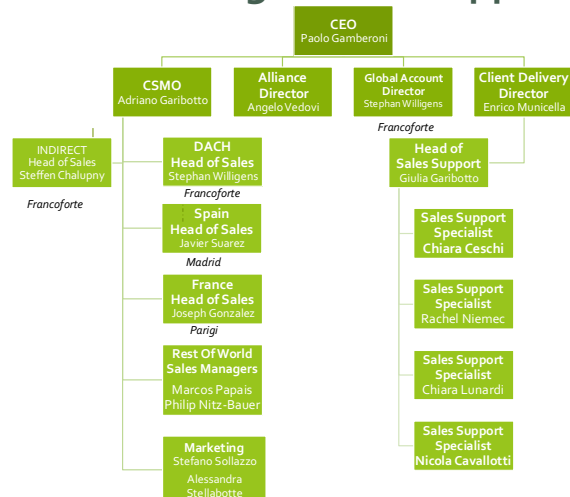 CEO
Paolo Gamberoni
CSMO
Adriano Garibotto
Alliance
Director
Angelo Vedovi
Global Account
Director
Stephan Willigens
Francoforte
Client Delivery
Director
Enrico Municella
INDIRECT
Head of Sales
Steffen Chalupny
Francoforte
DACH
Head of Sales
Stephan Willigens
Francoforte
Spain
Head of Sales
Javier Suarez
Madrid
France
Head of Sales
Joseph Gonzalez
Parigi
Rest Of World
Sales Managers
Marcos Papais
Philip Nitz-Bauer
Marketing
Stefano Sollazzo
Alessandra
Stellabotte
Head of
Sales Support
Giulia Garibotto
Sales Support
Specialist
Chiara Ceschi
Sales Support
Specialist
Rachel Niemec
Sales Support
Specialist
Chiara Lunardi
Sales Support
Specialist
Nicola Cavallotti